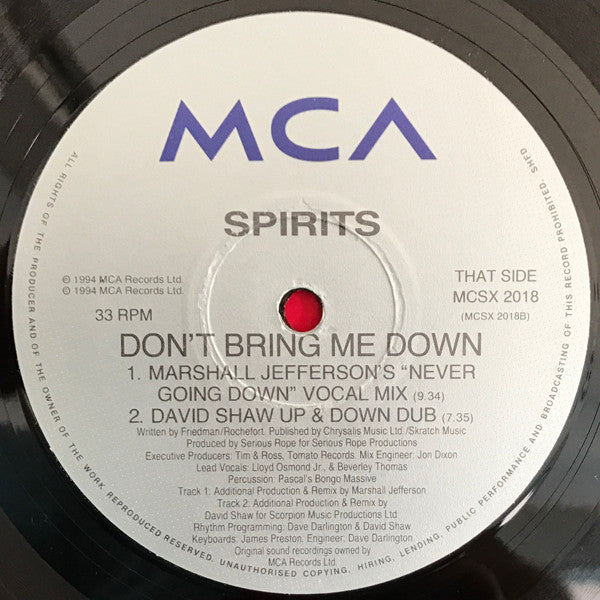 MCA
SPIRITS
℗ 1994 MCA Records Ltd.
© 1994 MCA Records Ltd.
33 RPM
THAT SIDE
MCSX 2018
(MCSX 2018B)
DON'T BRING ME DOWN
1. MARSHALL JEFFERSON'S "NEVER
GOING DOWN" VOCAL MIX (9.34)
2. DAVID SHAW UP & DOWN DUB (7.35)
Written by Friedman/Rochefort. Published by Chrysalis Music Ltd./Skratch Music
Produced by Serious Rope for Serious Rope Productions
Executive Producers: Tim & Ross, Tomato Records. Mix Engineer: Jon Dixon
Lead Vocals: Lloyd Osmond Jr., & Beverley Thomas
Percussion: Pascal's Bongo Massive
Track 1: Additional Production & Remix by Marshall Jefferson
Track 2. Additional Production & Remix by
David Shaw for Scorpion Music Productions Ltd
Rhythm Programming: Dave Darlington & David Shaw
Keyboards: James Preston. Engineer: Dave Darlington
Original sound recordings owned by
MCA Records Ltd.
ALL RIGHTS OF THE PRODUCER AND OF THE OWNER OF THE WORK REPRODUCED RESERVED. UNAUTHORISED COPYING, HIRING, LENDING, PUBLIC PERFORMANCE AND BROADCASTING OF THIS RECORD PROHIBITED. SHFD